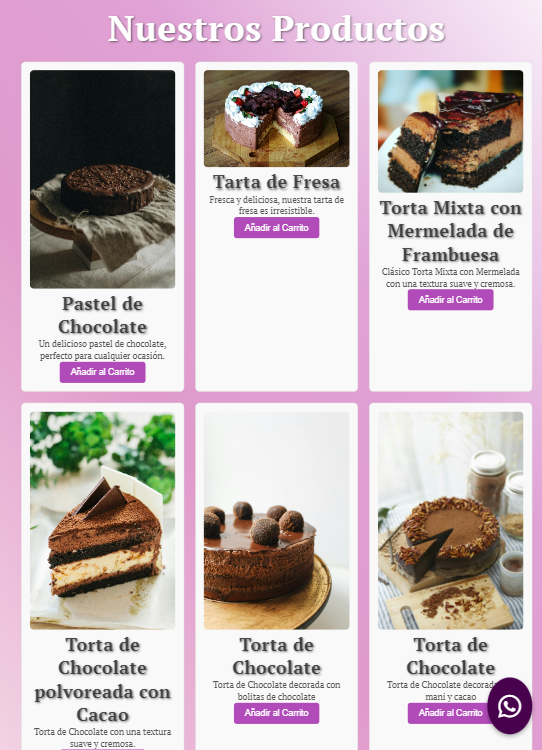 Nuestros Productos
Pastel de
Chocolate
Un delicioso pastel de chocolate,
perfecto para cualquier ocasión.
Añadir al Carrito
Tarta de Fresa
Fresca y deliciosa, nuestra tarta de
fresa es irresistible.
Añadir al Carrito
Torta Mixta con
Mermelada de
Frambuesa
Clásico Torta Mixta con Mermelada
con una textura suave y cremosa.
Añadir al Carrito
Torta de
Chocolate
polvoreada con
Cacao
Torta de Chocolate con una textura
suave y cremosa.
Torta de
Chocolate
Torta de Chocolate decorada con
bolitas de chocolate
Añadir al Carrito
Torta de
Chocolate
Torta de Chocolate
mani y cacao
Añadir al Carrito